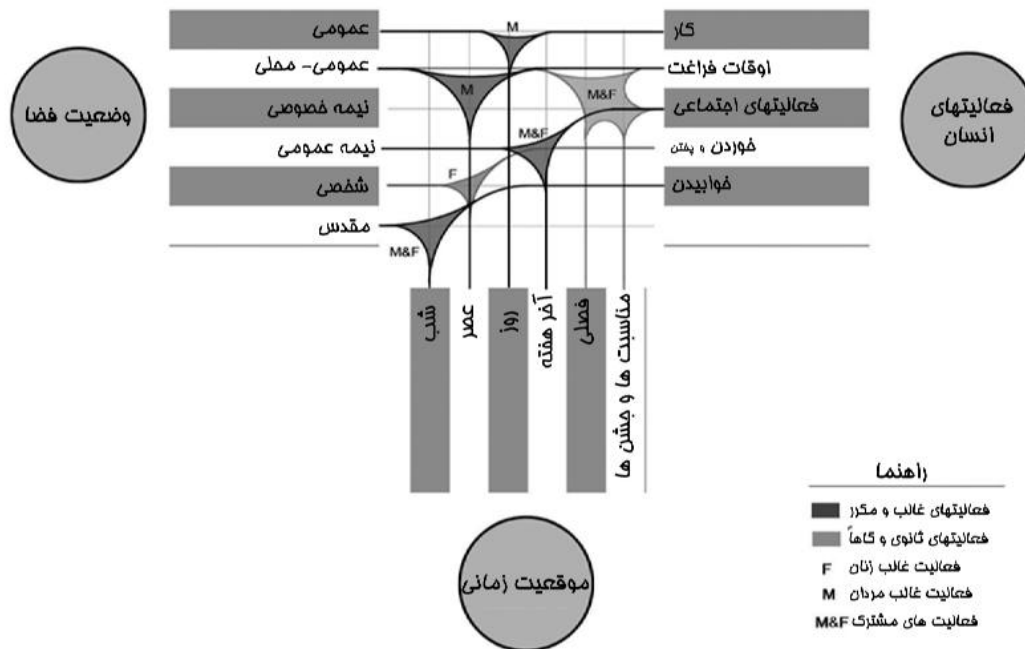 وضعیت فضا
عمومی
عمومی- محلی
نیمه خصوصی
نیمه عمومی
شخصی
مقدس
M
M
M&F
M&F
F
M&F
کار
اوقات فراغت
فعالیتهای اجتماعی
خوردن و پختن
خوابیدن
فعالیتهای
انسان
شب
عصر
روز
آخر هفته
فصلی
مناسبت ها و جشن ها
موقعیت زمانی
راهنما
فعالیتهای غالب و مکرر
فعالیتهای ثانوی و گاهاً
F فعالیت غالب زنان
M فعالیت غالب مردان
M&F فعالیت های مشترک